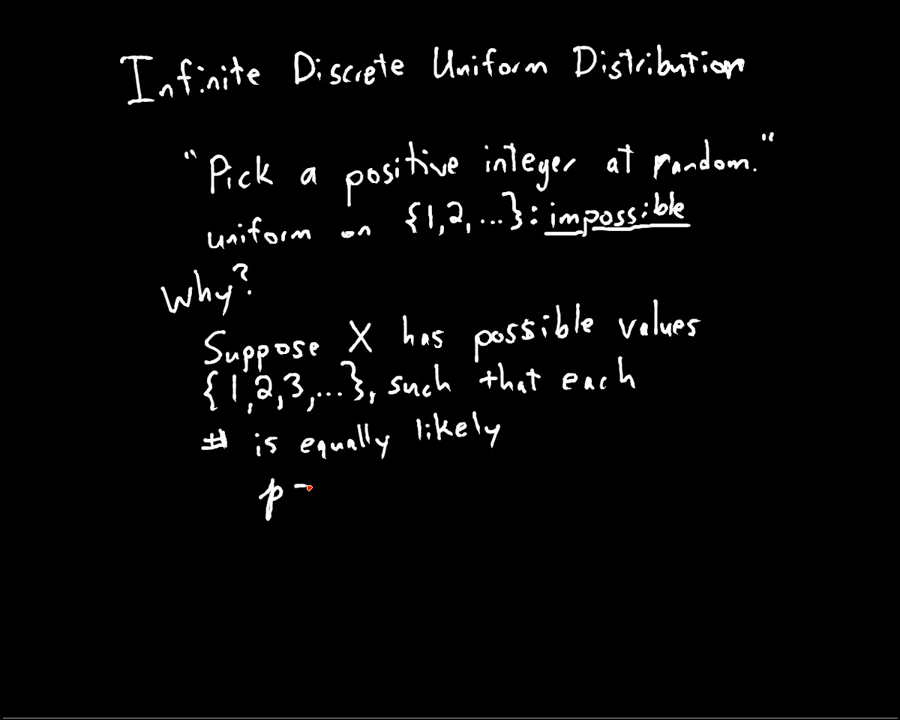 Infinite Discrete Uniform Distribution
"Pick a positive integer at random."
uniform on {1,2,...}: impossible
Why?
Suppose X has possible values
{1,2,3,...}, such that each
# is equally likely
p -